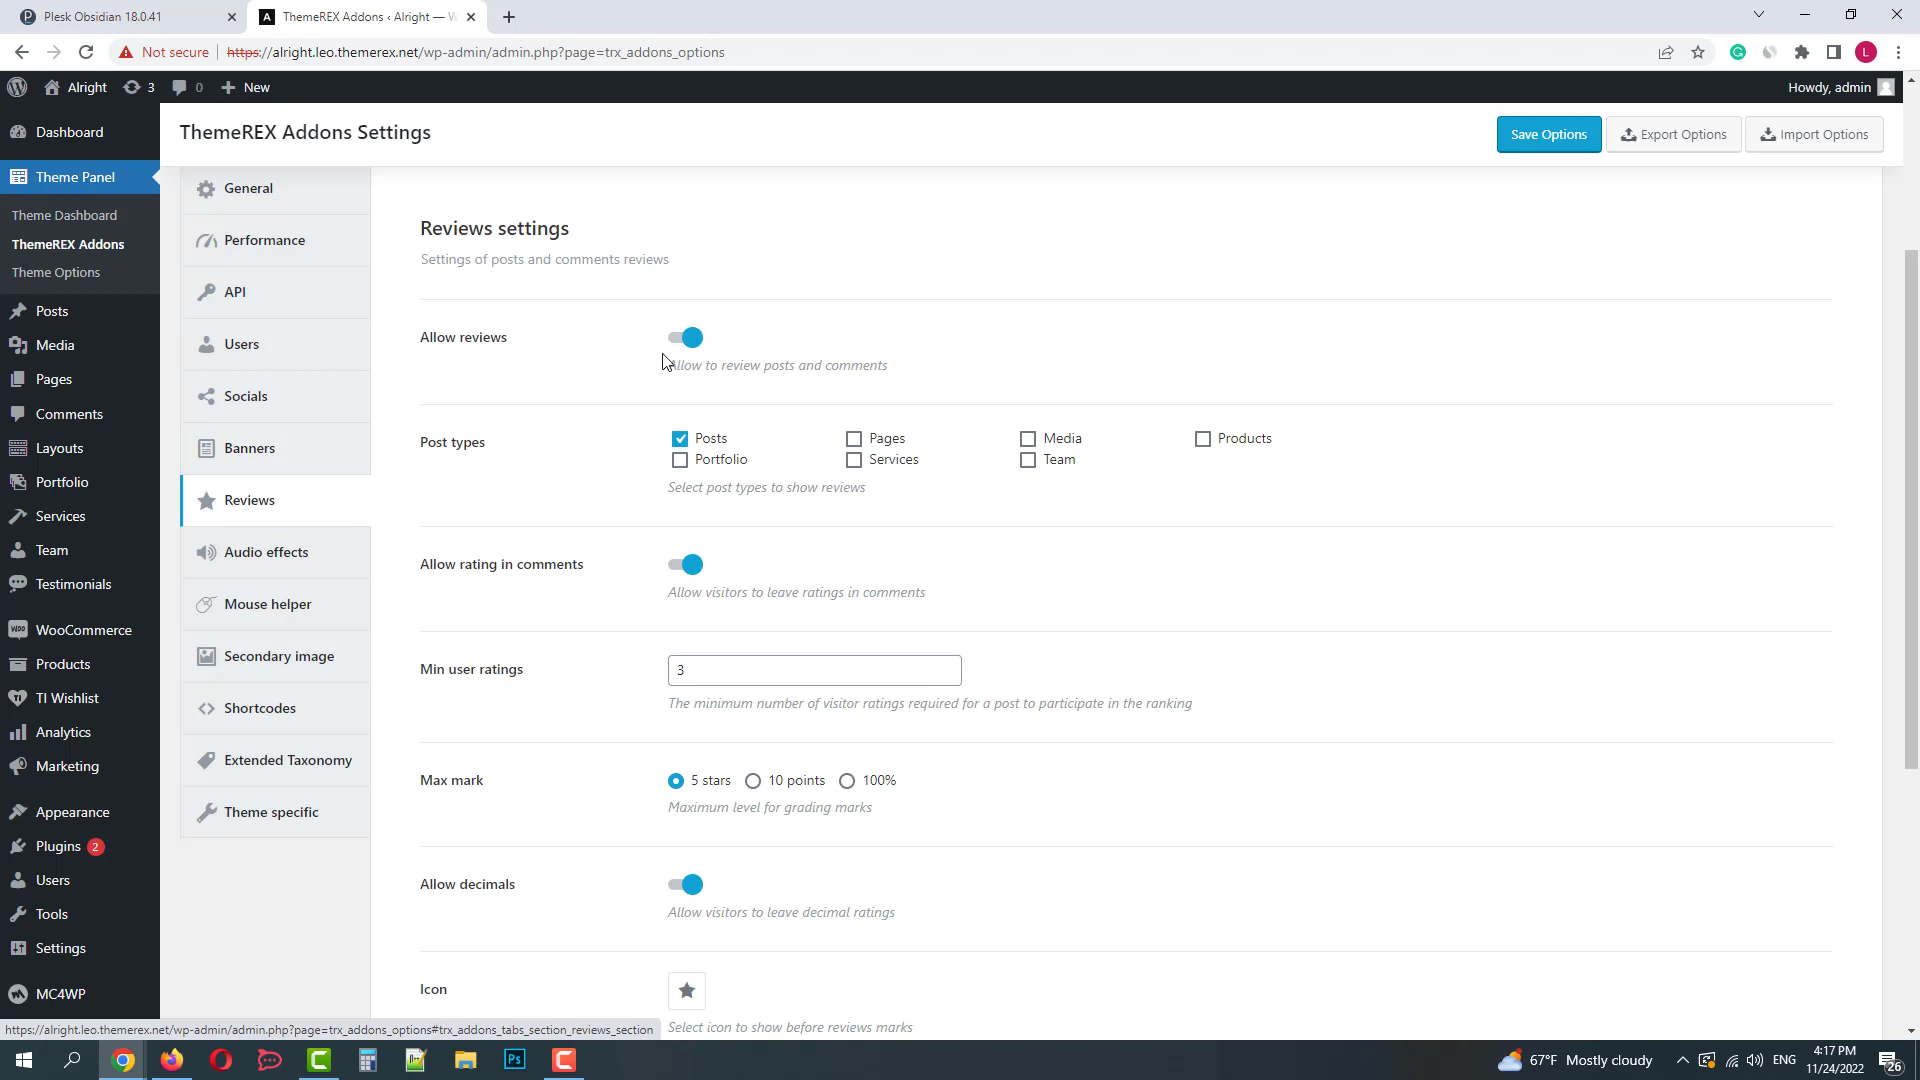 Plesk Obsidian 18.0.41
ThemeREX Addons ‹ Alright — W
Not secure https://alright.leo.themerex.net/wp-admin/admin.php?page=trx_addons_options
L
Alright 3 0 New
Howdy, admin
Dashboard
Theme Panel
Theme Dashboard
ThemeREX Addons
Theme Options
Posts
Media
Pages
Comments
Layouts
Portfolio
Services
Team
Testimonials
WooCommerce
Products
TI Wishlist
Analytics
Marketing
Appearance
Plugins 2
Users
Tools
Settings
MC4WP
ThemeREX Addons Settings
Save Options
Export Options
Import Options
General
Performance
API
Users
Socials
Banners
Reviews
Audio effects
Mouse helper
Secondary image
Shortcodes
Extended Taxonomy
Theme specific
Reviews settings
Settings of posts and comments reviews
Allow reviews
Allow to review posts and comments
Post types
Posts Pages Media Products
Portfolio Services Team
Select post types to show reviews
Allow rating in comments
Allow visitors to leave ratings in comments
Min user ratings
3
The minimum number of visitor ratings required for a post to participate in the ranking
Max mark
5 stars 10 points 100%
Maximum level for grading marks
Allow decimals
Allow visitors to leave decimal ratings
Icon
Select icon to show before reviews marks
https://alright.leo.themerex.net/wp-admin/admin.php?page=trx_addons_options#trx_addons_tabs_section_reviews_section
Ps
67°F Mostly cloudy
ENG
4:17 PM
11/24/2022
26